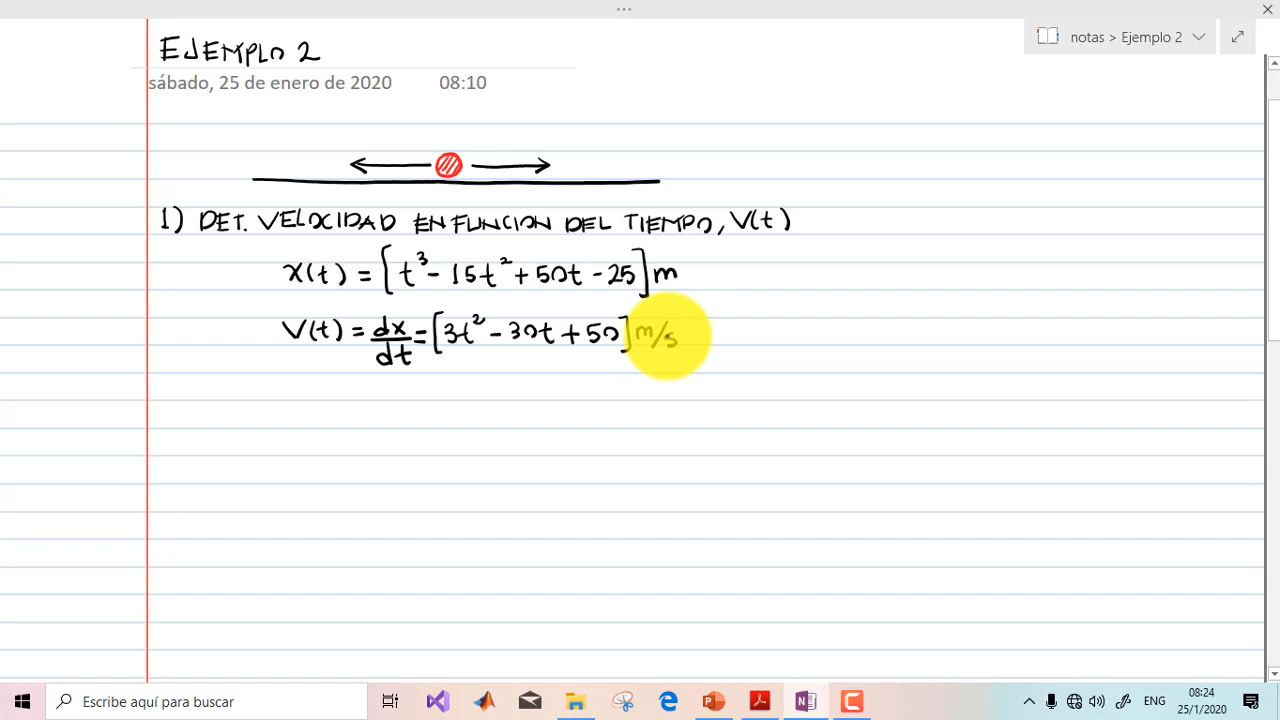 notas > Ejemplo 2
EJEMPLO 2
sábado, 25 de enero de 2020 08:10
1) DET. VELOCIDAD EN FUNCION DEL TIEMPO, V(t)
x(t) = [t³ - 15t² + 50t - 25] m
V(t) = dx/dt = [3t² - 30t + 50] m/s
Escribe aquí para buscar
ENG
08:24
25/1/2020